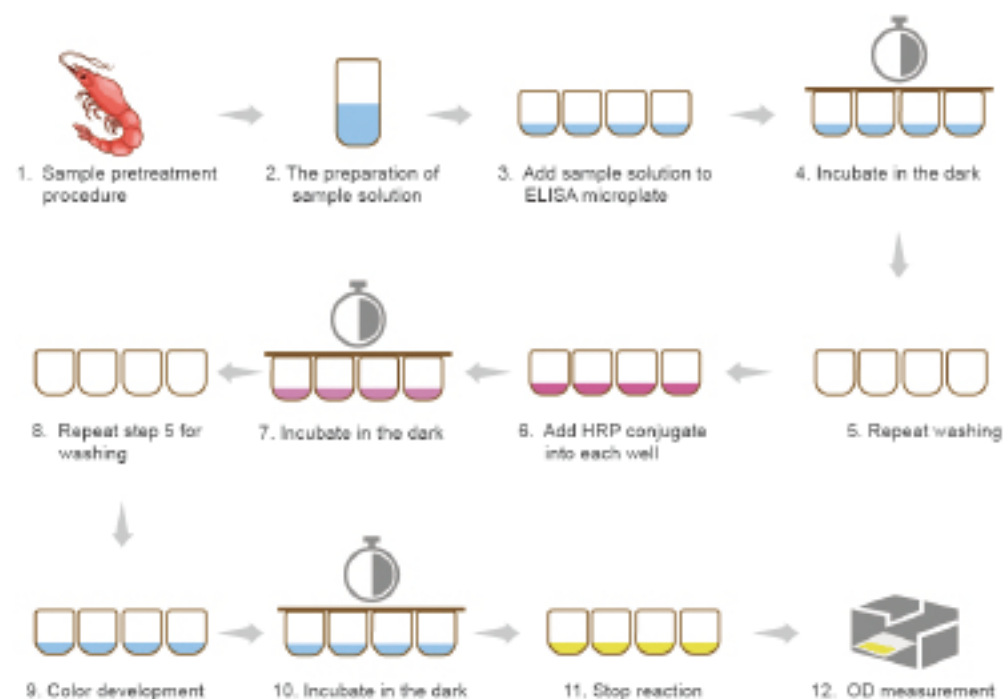 1. Sample pretreatment
procedure
2. The preparation of
sample solution
3. Add sample solution to
ELISA microplate
4. Incubate in the dark
8. Repeat step 5 for
washing
7. Incubate in the dark
6. Add HRP conjugate
into each well
5. Repeat washing
9. Color development
10. Incubate in the dark
11. Stop reaction
12. OD measurement